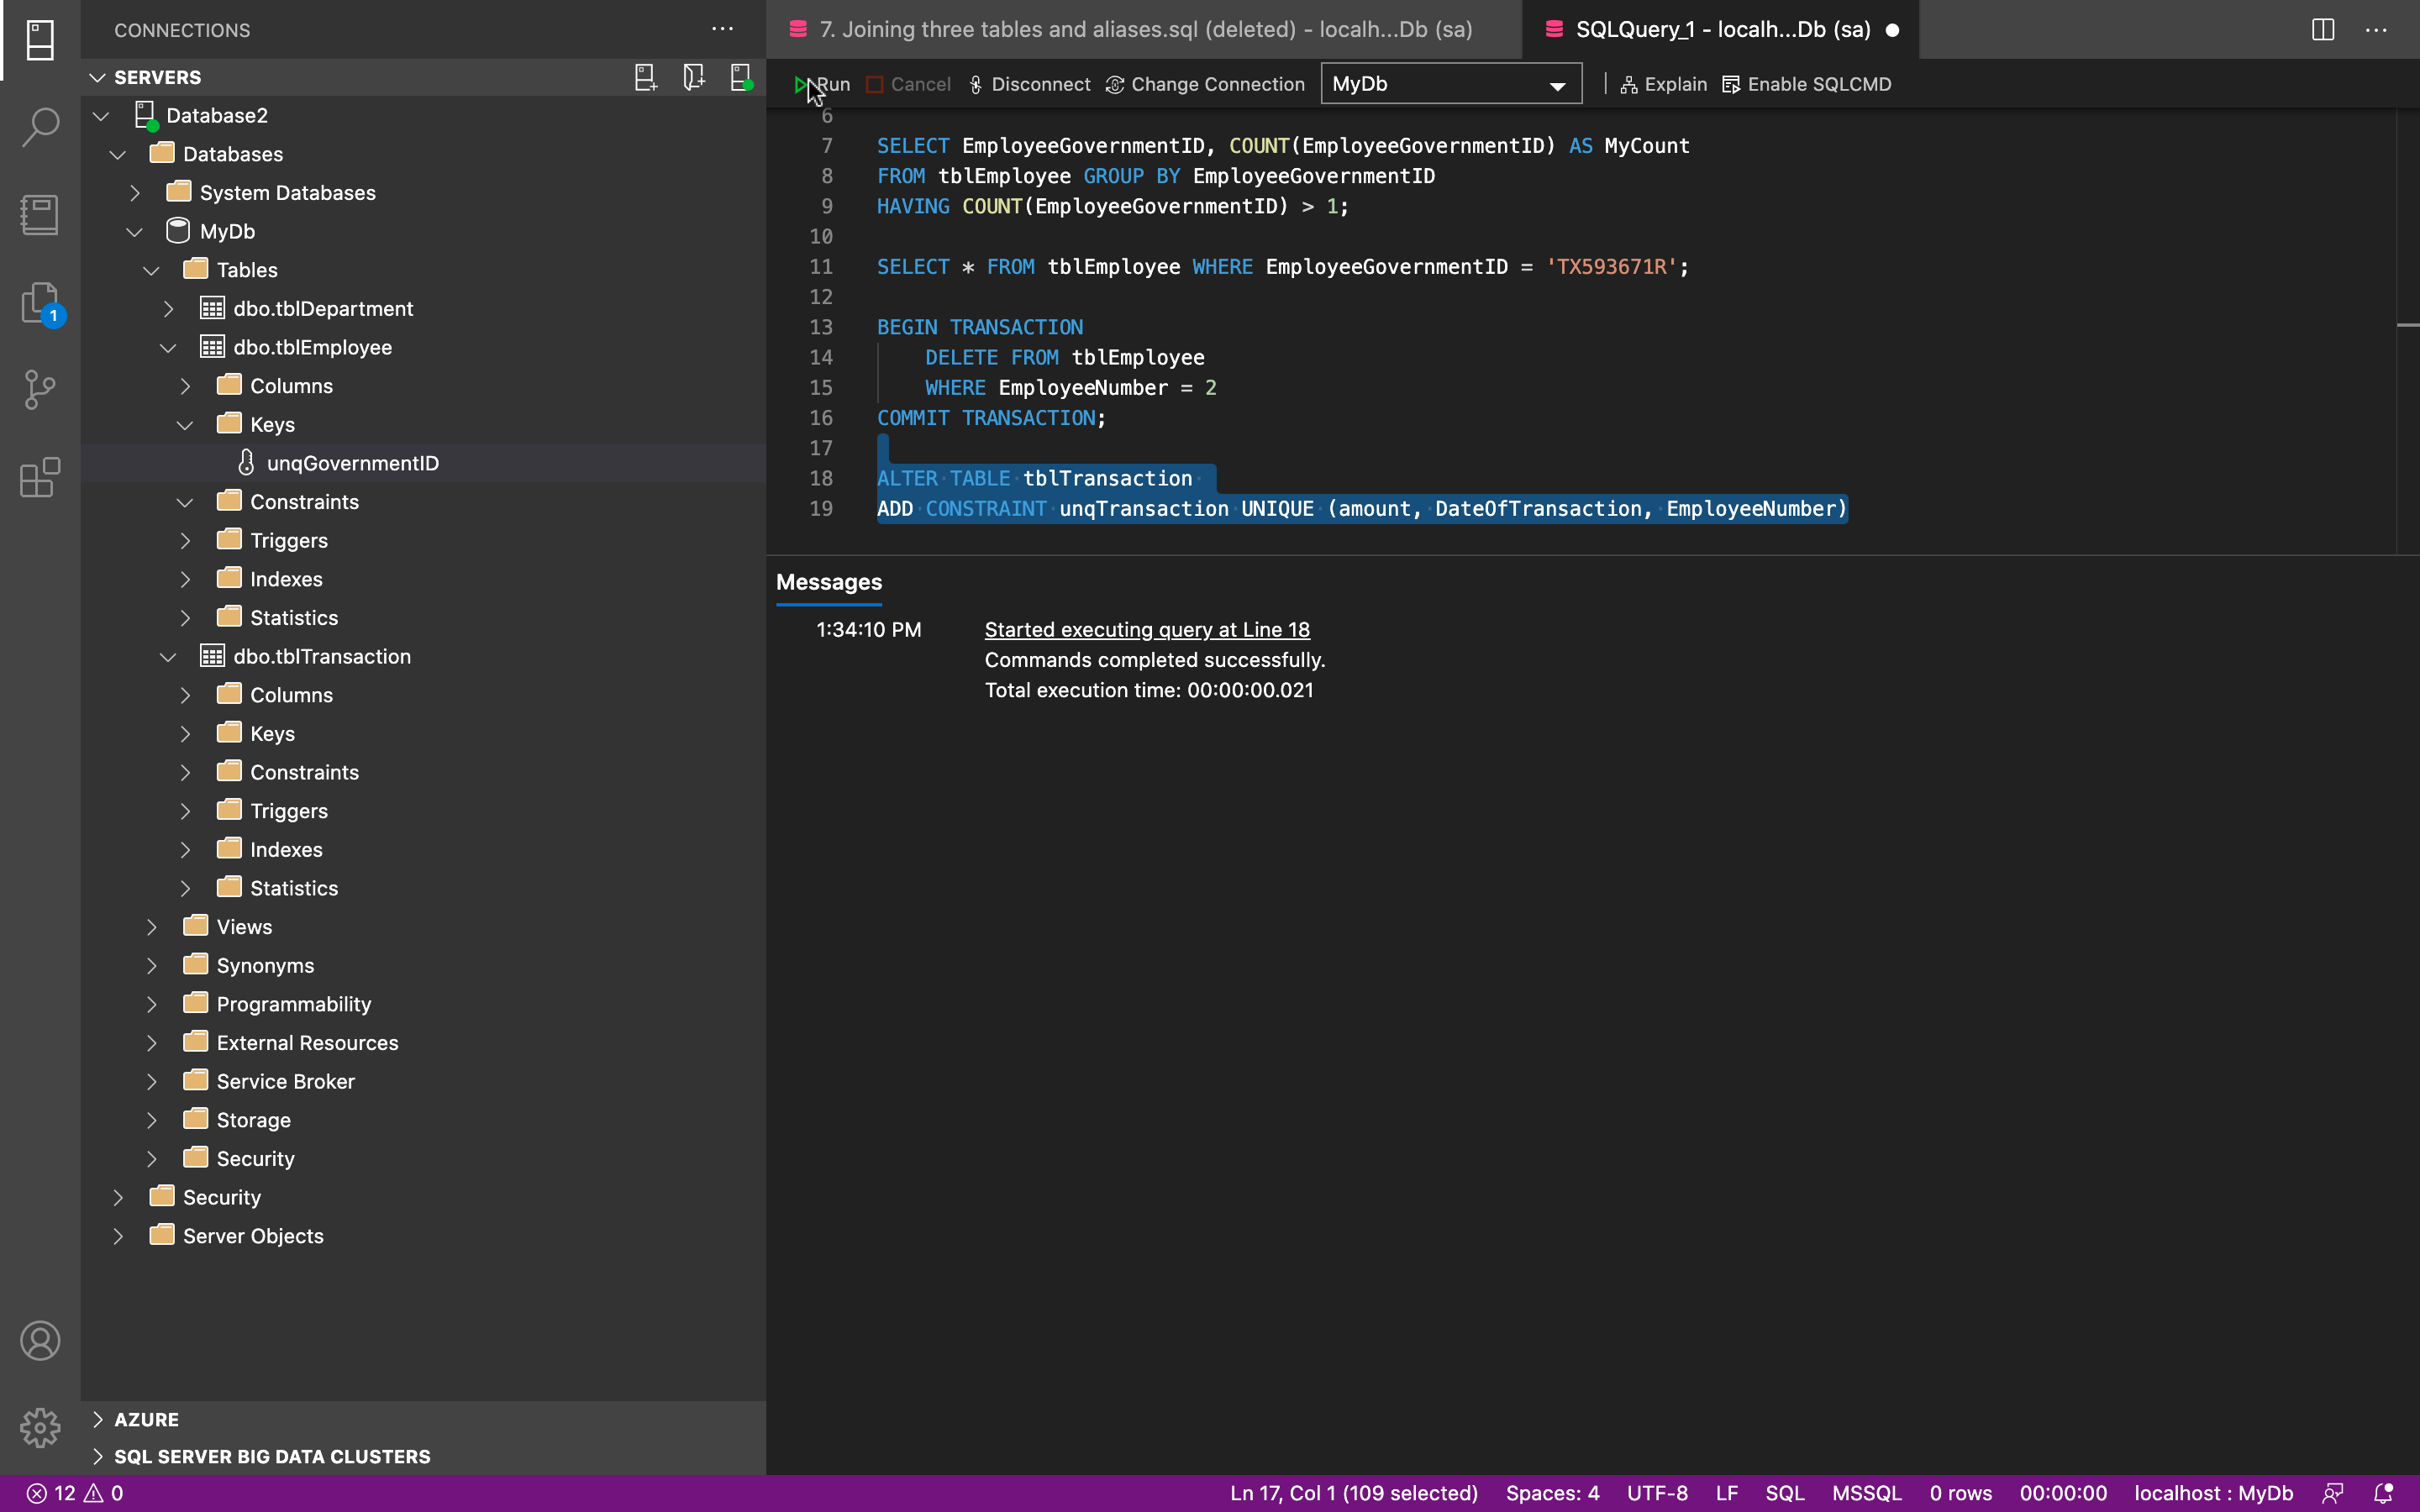 CONNECTIONS
SERVERS
Database2
Databases
System Databases
MyDb
Tables
dbo.tblDepartment
dbo.tblEmployee
Columns
Keys
unqGovernmentID
Constraints
Triggers
Indexes
Statistics
dbo.tblTransaction
Columns
Keys
Constraints
Triggers
Indexes
Statistics
Views
Synonyms
Programmability
External Resources
Service Broker
Storage
Security
Security
Server Objects
AZURE
SQL SERVER BIG DATA CLUSTERS
1
7. Joining three tables and aliases.sql (deleted) - localh...Db (sa)
SQLQuery_1 - localh...Db (sa)
Run Cancel Disconnect Change Connection MyDb Explain Enable SQLCMD
6
7 SELECT EmployeeGovernmentID, COUNT(EmployeeGovernmentID) AS MyCount
8 FROM tblEmployee GROUP BY EmployeeGovernmentID
9 HAVING COUNT(EmployeeGovernmentID) > 1;
10
11 SELECT * FROM tblEmployee WHERE EmployeeGovernmentID = 'TX593671R';
12
13 BEGIN TRANSACTION
14 DELETE FROM tblEmployee
15 WHERE EmployeeNumber = 2
16 COMMIT TRANSACTION;
17
18 ALTER TABLE tblTransaction
19 ADD CONSTRAINT unqTransaction UNIQUE (amount, DateOfTransaction, EmployeeNumber)
Messages
1:34:10 PM Started executing query at Line 18
Commands completed successfully.
Total execution time: 00:00:00.021
12 0 Ln 17, Col 1 (109 selected) Spaces: 4 UTF-8 LF SQL MSSQL 0 rows 00:00:00 localhost : MyDb